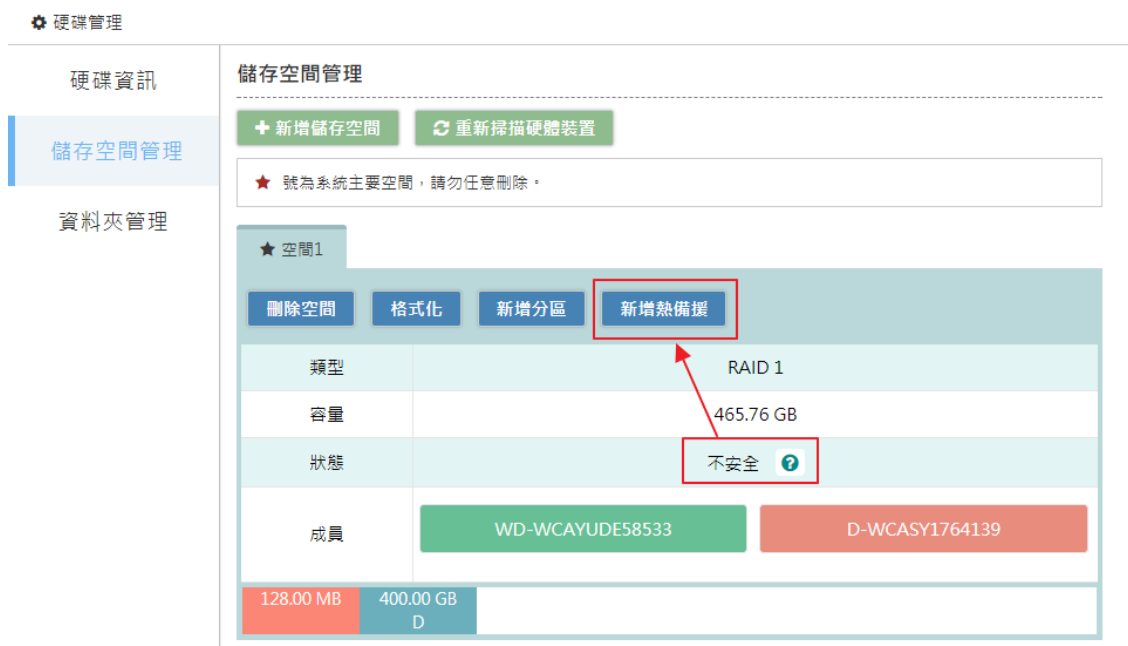 硬碟管理
硬碟資訊
儲存空間管理
資料夾管理
儲存空間管理
新增儲存空間 重新掃描硬體裝置
號為系統主要空間，請勿任意刪除。
空間1
刪除空間 格式化 新增分區 新增熱備援
類型 RAID 1
容量 465.76 GB
狀態 不安全 ?
成員 WD-WCAYUDE58533 D-WCASY1764139
128.00 MB 400.00 GB
D